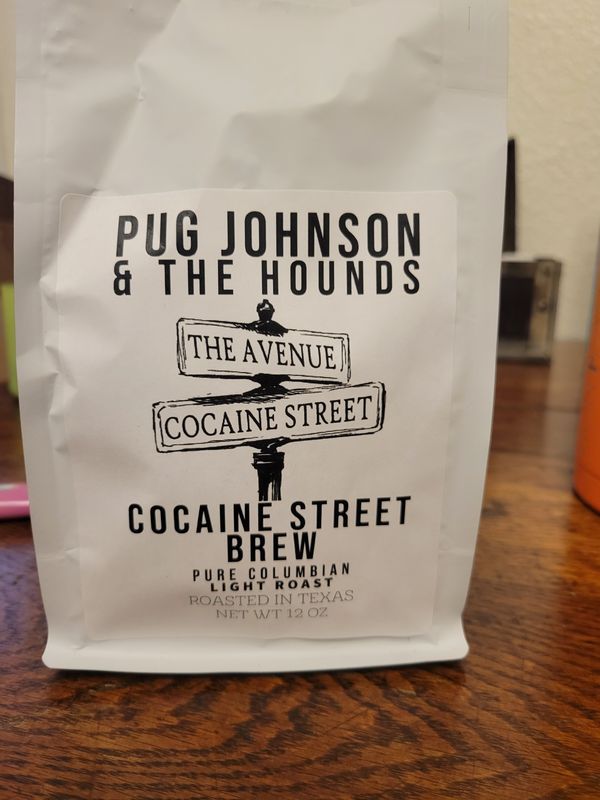 PUG JOHNSON
& THE HOUNDS
THE AVENUE
COCAINE STREET
COCAINE STREET
BREW
PURE COLUMBIAN
LIGHT ROAST
ROASTED IN TEXAS
NET WT 12 OZ